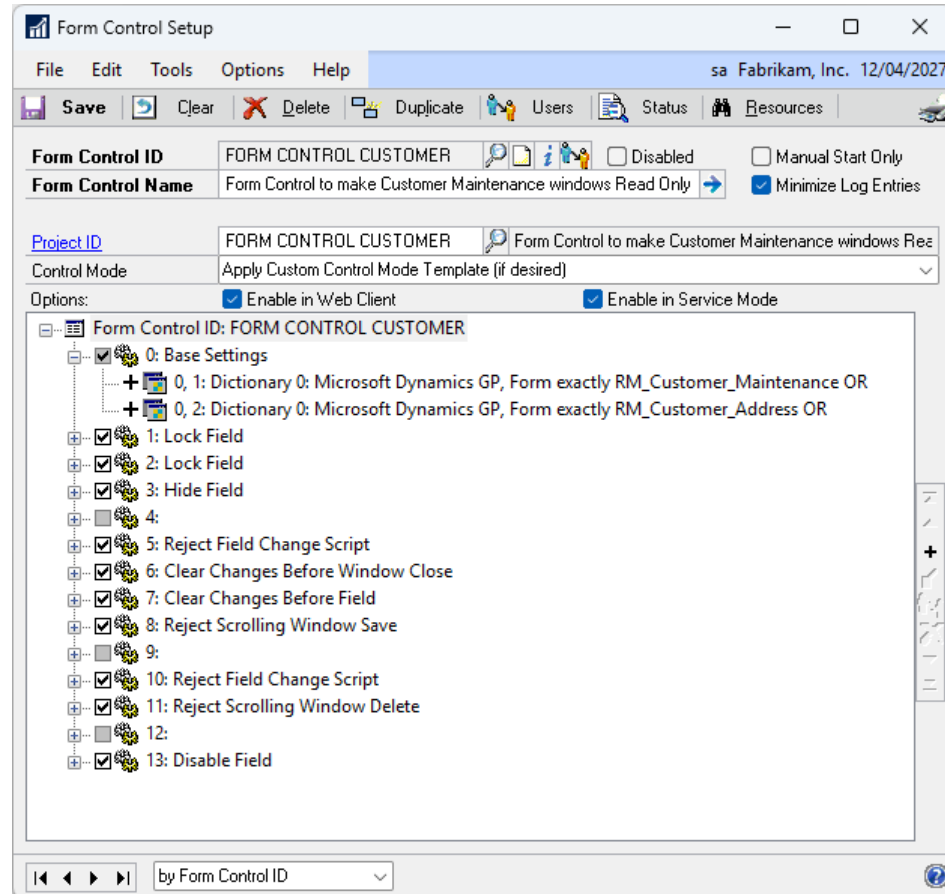 Form Control Setup
File Edit Tools Options Help sa Fabrikam, Inc. 12/04/2027
Save Clear Delete Duplicate Users Status Resources
Form Control ID FORM CONTROL CUSTOMER Disabled Manual Start Only
Form Control Name Form Control to make Customer Maintenance windows Read Only Minimize Log Entries
Project ID FORM CONTROL CUSTOMER Form Control to make Customer Maintenance windows Rea
Control Mode Apply Custom Control Mode Template (if desired)
Options: Enable in Web Client Enable in Service Mode
Form Control ID: FORM CONTROL CUSTOMER
0: Base Settings
0, 1: Dictionary 0: Microsoft Dynamics GP, Form exactly RM_Customer_Maintenance OR
0, 2: Dictionary 0: Microsoft Dynamics GP, Form exactly RM_Customer_Address OR
1: Lock Field
2: Lock Field
3: Hide Field
4:
5: Reject Field Change Script
6: Clear Changes Before Window Close
7: Clear Changes Before Field
8: Reject Scrolling Window Save
9:
10: Reject Field Change Script
11: Reject Scrolling Window Delete
12:
13: Disable Field
by Form Control ID